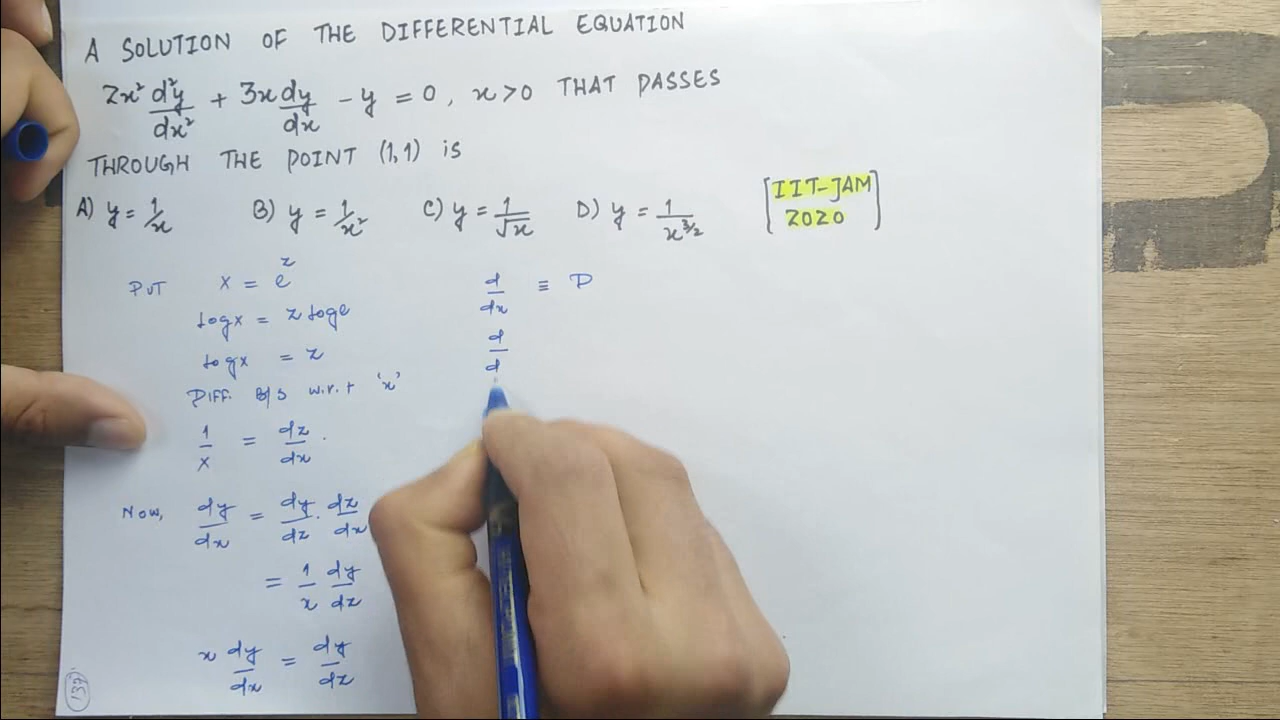 A SOLUTION OF THE DIFFERENTIAL EQUATION
2x² d²y/dx² + 3x dy/dx - y = 0, x>0 THAT PASSES
THROUGH THE POINT (1,1) IS
A) y = 1/x B) y = 1/x² C) y = 1/√x D) y = 1/x^3/2 [IIT-JAM 2020]
PUT x = e^z
log x = z log e
log x = z
DIFF. B/S w.r.t 'x'
1/x = dz/dx.
NOW, dy/dx = dy/dz . dz/dx
= 1/x dy/dz
x dy/dx = dy/dz
d/dx ≡ D
d/d
137